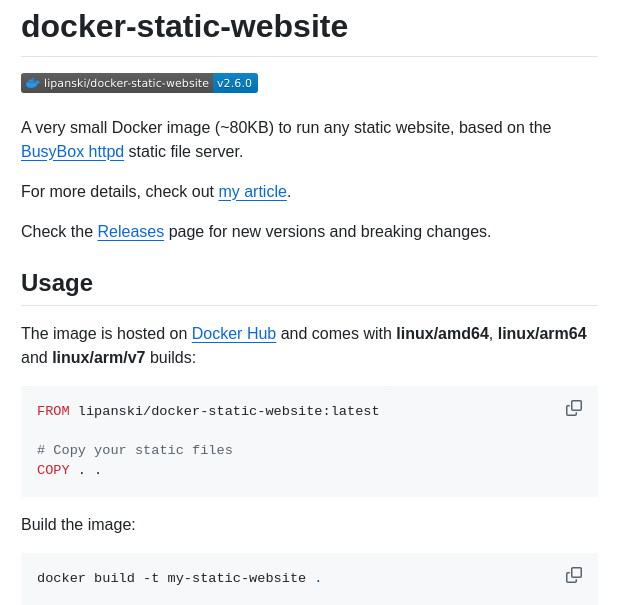 docker-static-website
lipanski/docker-static-website v2.6.0
A very small Docker image (~80KB) to run any static website, based on the
BusyBox httpd static file server.
For more details, check out my article.
Check the Releases page for new versions and breaking changes.
Usage
The image is hosted on Docker Hub and comes with linux/amd64, linux/arm64
and linux/arm/v7 builds:
FROM lipanski/docker-static-website:latest
# Copy your static files
COPY . .
Build the image:
docker build -t my-static-website .